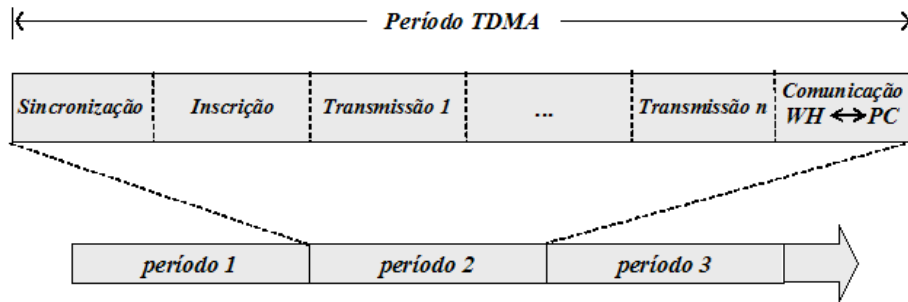 Período TDMA
Sincronização
Inscrição
Transmissão 1
...
Transmissão n
Comunicação
WH ↔ PC
período 1
período 2
período 3